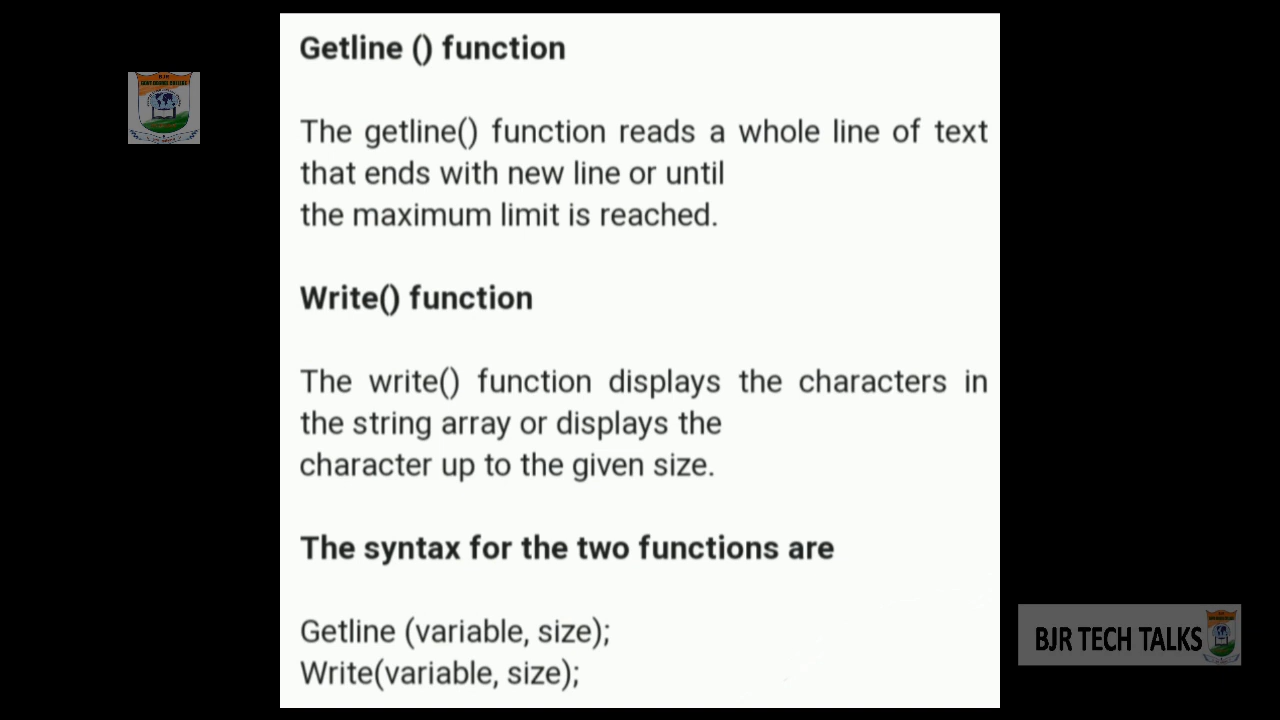 Getline () function
The getline() function reads a whole line of text
that ends with new line or until
the maximum limit is reached.
Write() function
The write() function displays the characters in
the string array or displays the
character up to the given size.
The syntax for the two functions are
Getline (variable, size);
Write(variable, size);
BJR TECH TALKS